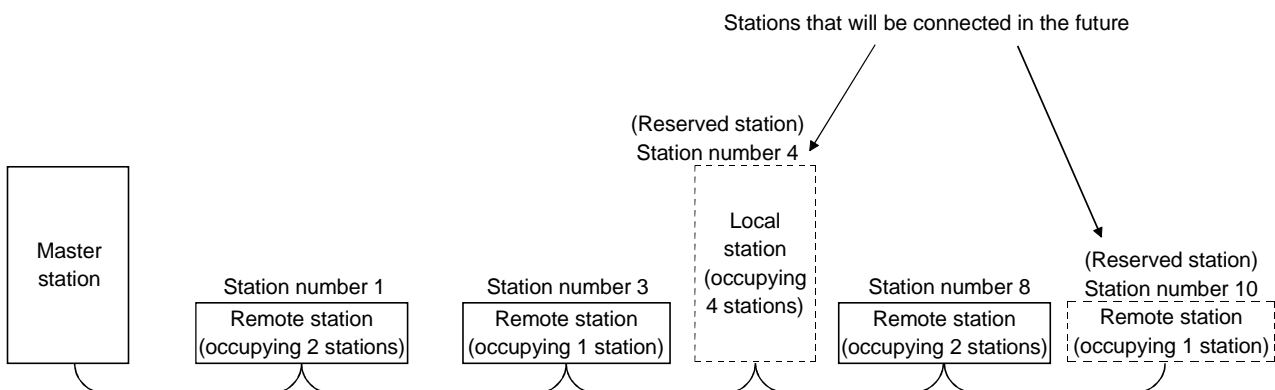 Stations that will be connected in the future
(Reserved station)
Station number 4
Master
station
Station number 1
Remote station
(occupying 2 stations)
Station number 3
Remote station
(occupying 1 station)
Local
station
(occupying
4 stations)
Station number 8
Remote station
(occupying 2 stations)
(Reserved station)
Station number 10
Remote station
(occupying 1 station)